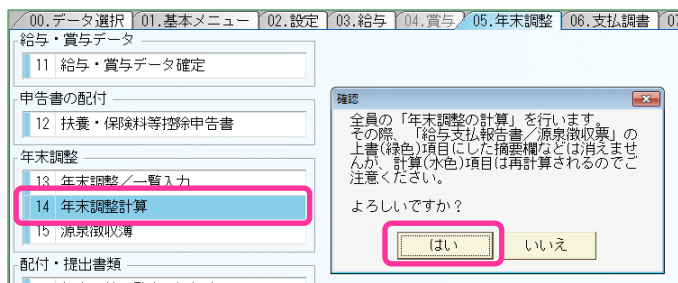 00.データ選択 01.基本メニュー 02.設定 03.給与 04.賞与 05.年末調整 06.支払調書 07
給与・賞与データ
11 給与・賞与データ確定
申告書の配付
12 扶養・保険料等控除申告書
年末調整
13 年末調整／一覧入力
14 年末調整計算
15 源泉徴収簿
配付・提出書類
確認
全員の「年末調整の計算」を行います。
その際、「給与支払報告書／源泉徴収票」の
上書(緑色)項目にした摘要欄などは消えませ
んが、計算(水色)項目は再計算されるのでご
注意ください。
よろしいですか？
はい いいえ